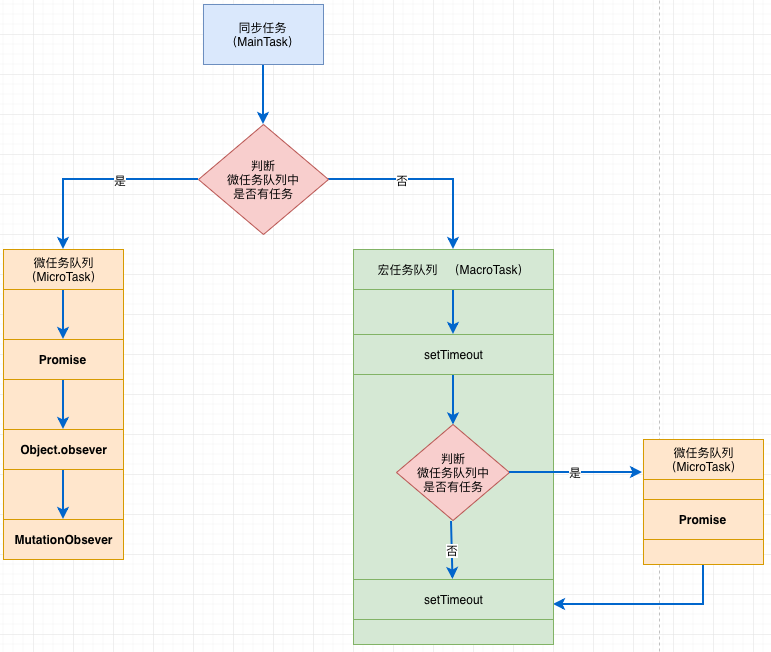 同步任务
(MainTask)
判断
微任务队列中
是否有任务
是
否
微任务队列
(MicroTask)
Promise
Object.obsever
MutationObsever
宏任务队列 (MacroTask)
setTimeout
判断
微任务队列中
是否有任务
是
否
setTimeout
微任务队列
(MicroTask)
Promise